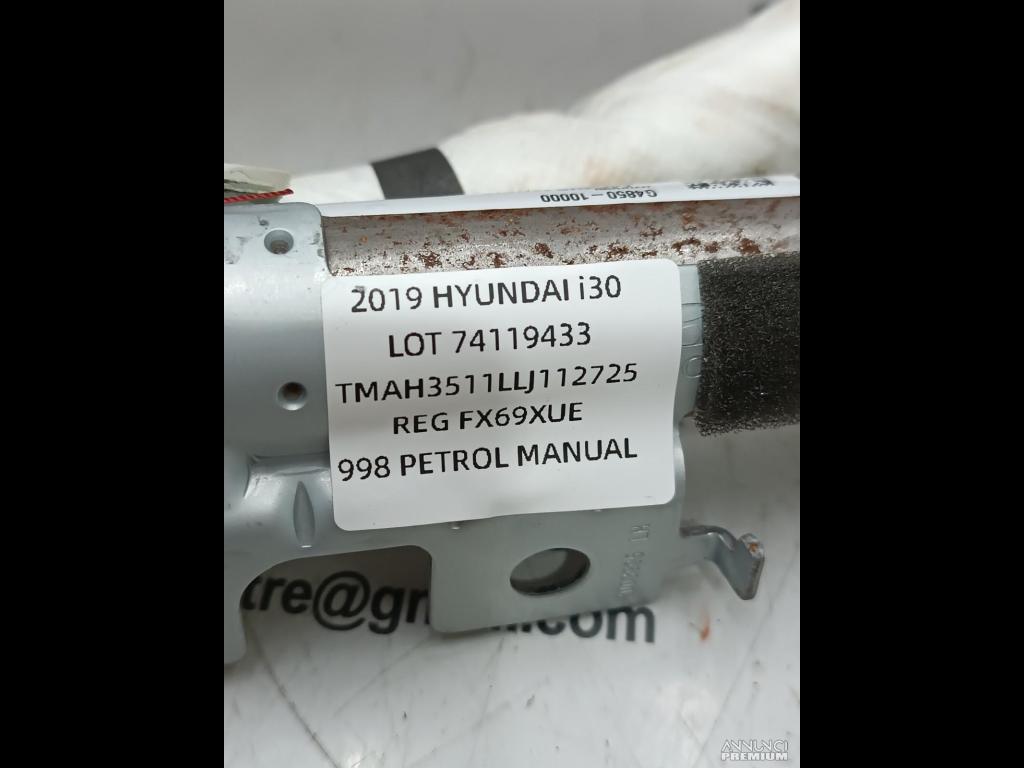 G4850-10000
2019 HYUNDAI i30
LOT 74119433
TMAH3511LLJ112725
REG FX69XUE
998 PETROL MANUAL
ANNUNCI
PREMIUM